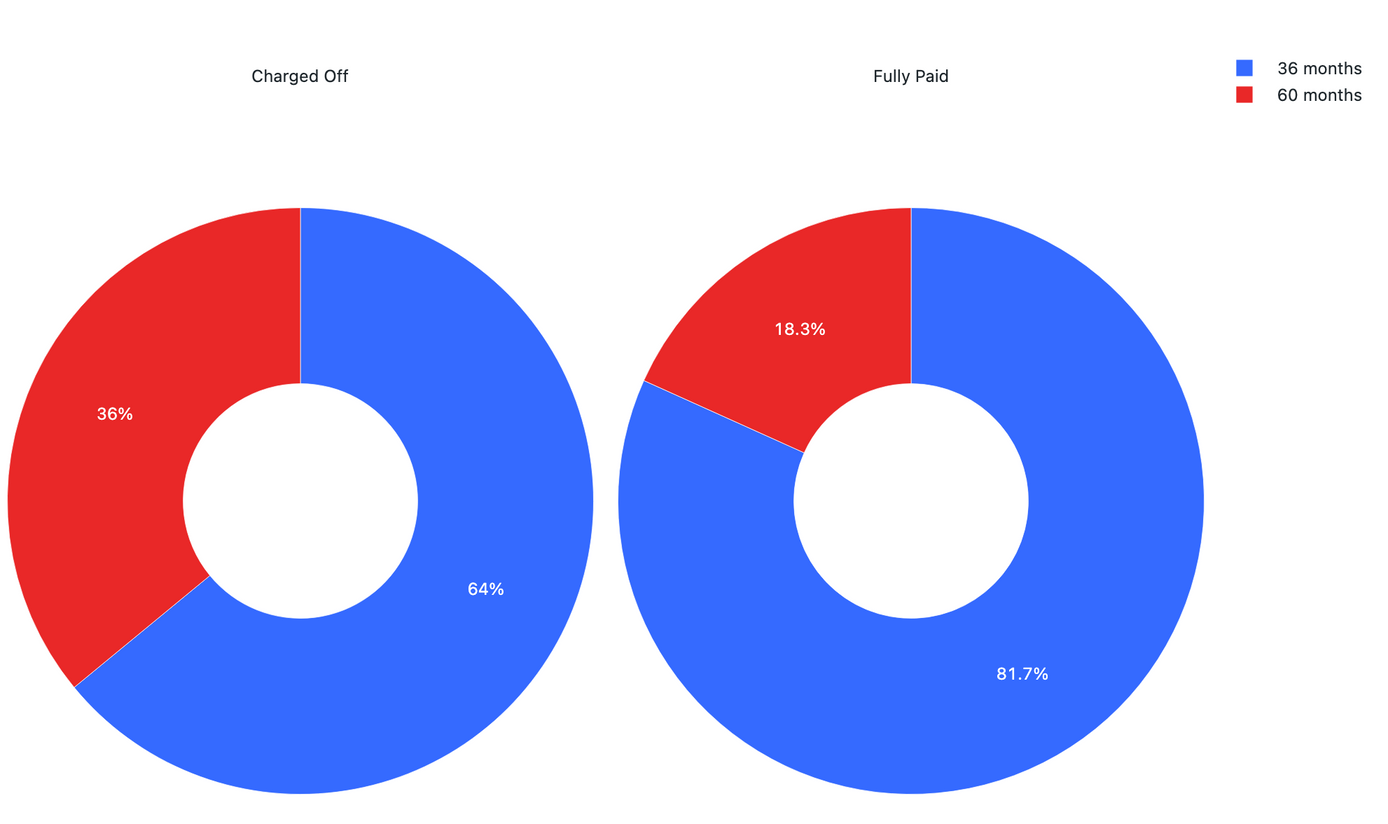 Charged Off
Fully Paid
36 months
60 months
36%
64%
18.3%
81.7%